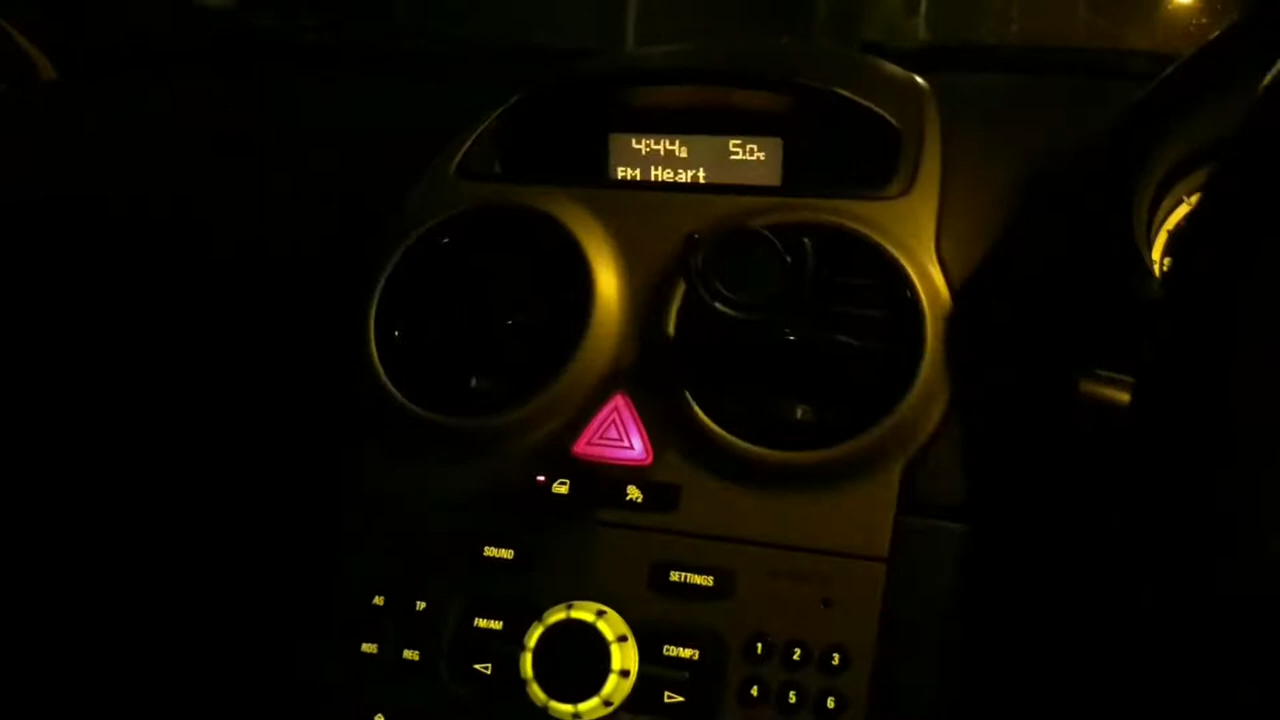 4:44 5.0°C
FM Heart
SOUND
SETTINGS
AS TP
FM/AM
CD/MP3
RDS REG
1 2 3
4 5 6